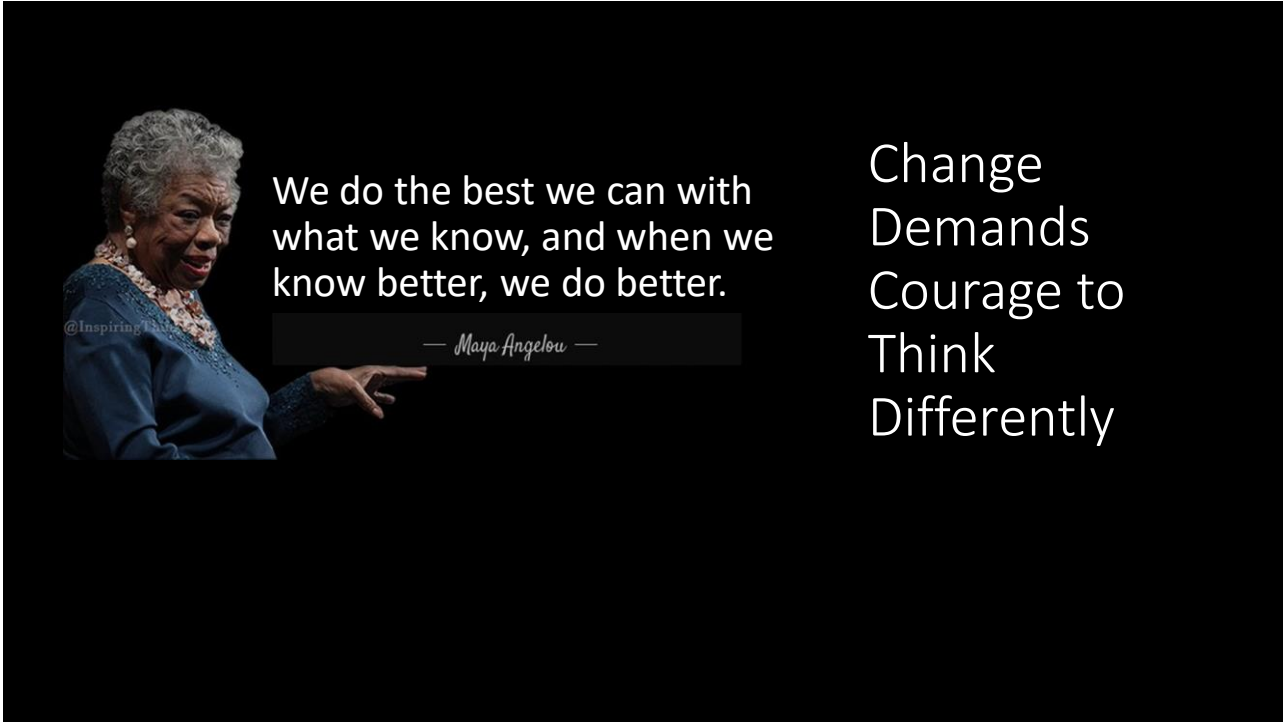 We do the best we can with
what we know, and when we
know better, we do better.
— Maya Angelou —
@Inspiring
Change
Demands
Courage to
Think
Differently